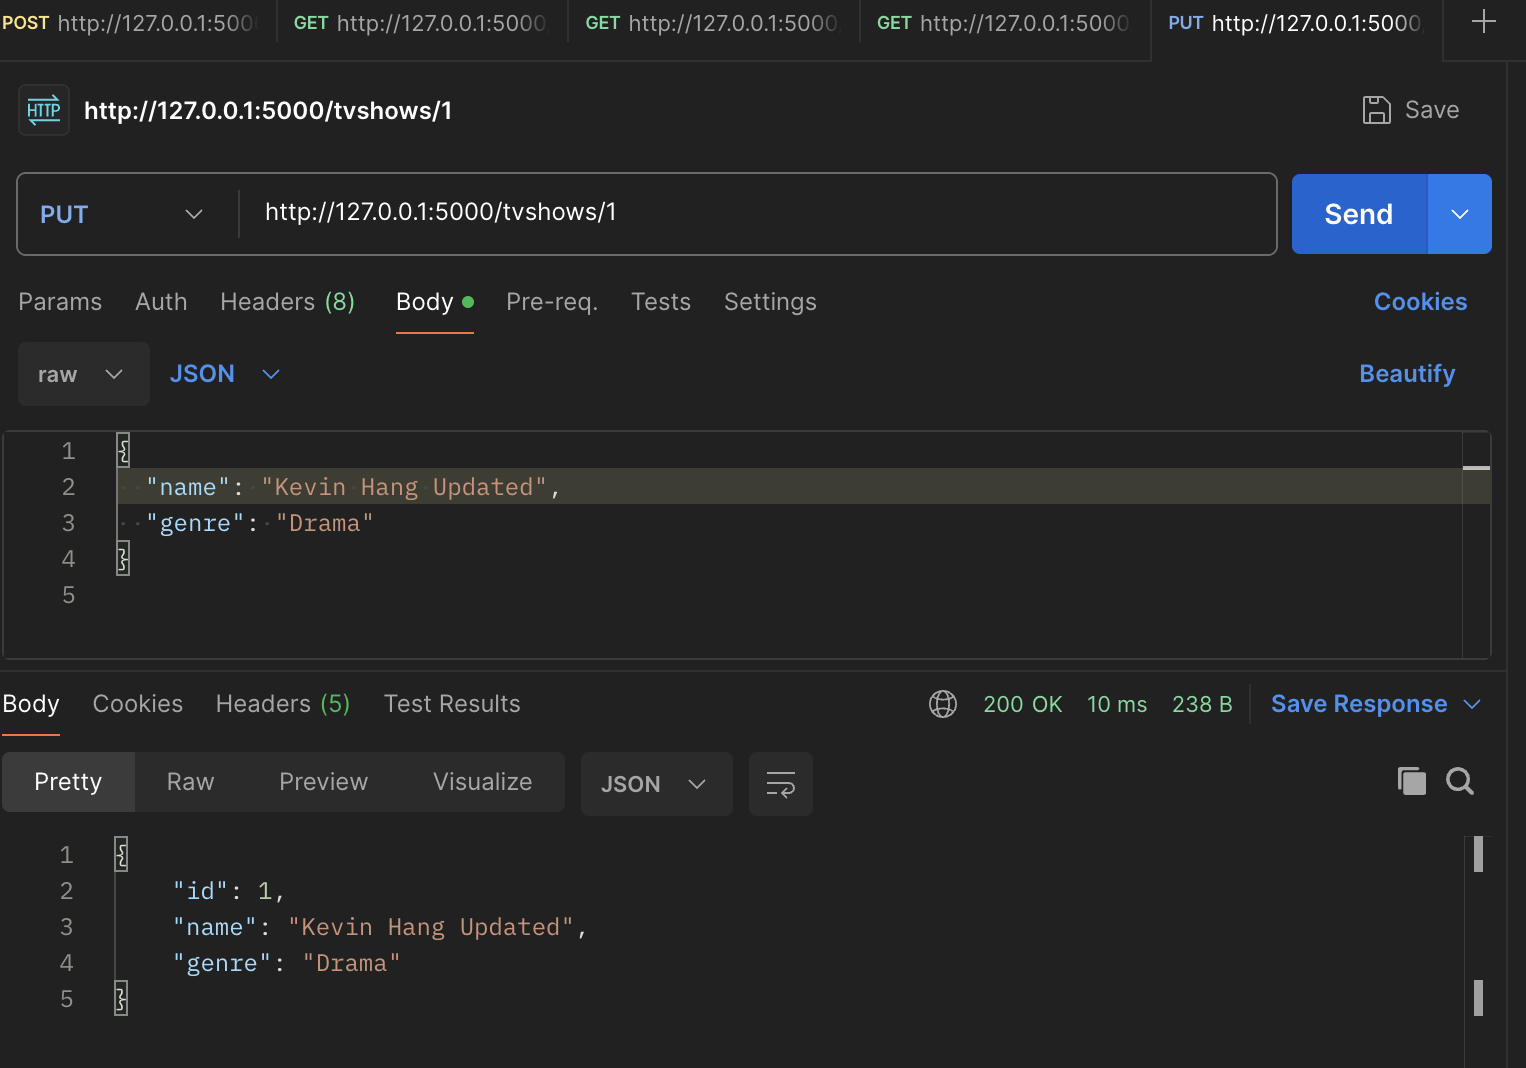 POST http://127.0.0.1:5000 GET http://127.0.0.1:5000, GET http://127.0.0.1:5000, GET http://127.0.0.1:5000 PUT http://127.0.0.1:5000,
HTTP http://127.0.0.1:5000/tvshows/1 Save
PUT http://127.0.0.1:5000/tvshows/1 Send
Params Auth Headers (8) Body Pre-req. Tests Settings Cookies
raw JSON Beautify
1 {
2 "name": "Kevin Hang Updated",
3 "genre": "Drama"
4 }
5
Body Cookies Headers (5) Test Results 200 OK 10 ms 238 B Save Response
Pretty Raw Preview Visualize JSON
1 {
2 "id": 1,
3 "name": "Kevin Hang Updated",
4 "genre": "Drama"
5 }